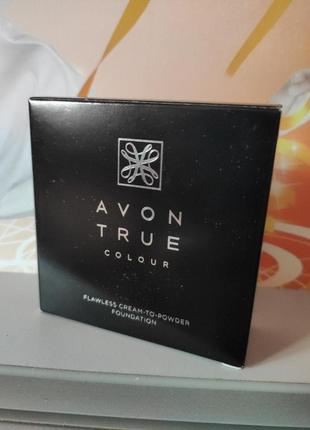 AVON
TRUE
COLOUR
FLAWLESS CREAM-TO-POWDER
FOUNDATION